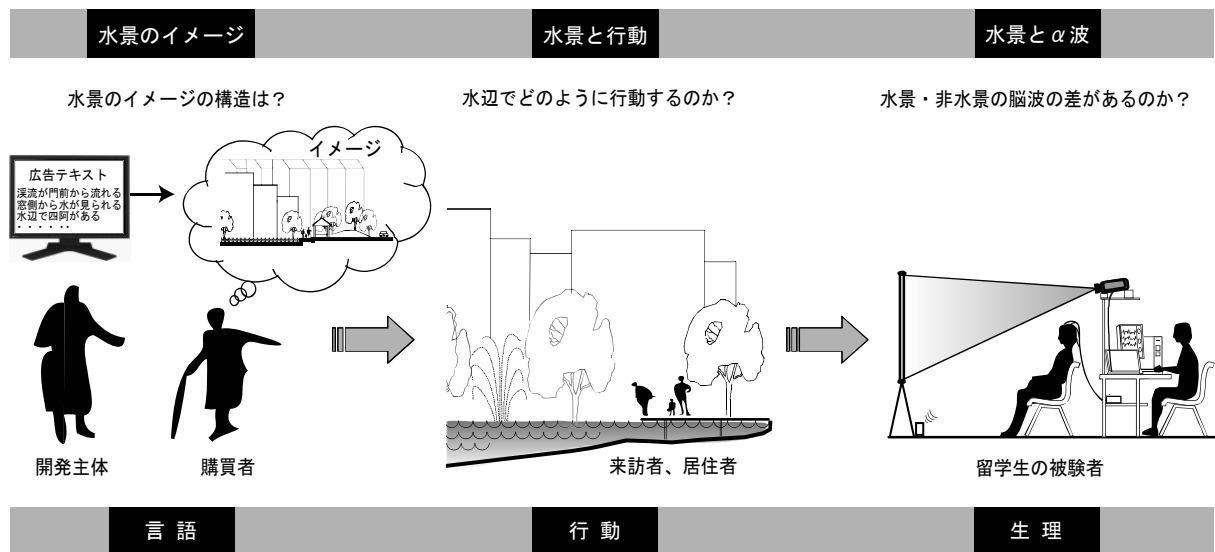 水景のイメージ
水景と行動
水景とα波
水景のイメージの構造は？
水辺でどのように行動するのか？
水景・非水景の脳波の差があるのか？
広告テキスト
渓流が門前から流れる
窓側から水が見られる
水辺で四阿がある
・・・・・・
イメージ
開発主体
購買者
来訪者、居住者
留学生の被験者
言 語
行 動
生 理